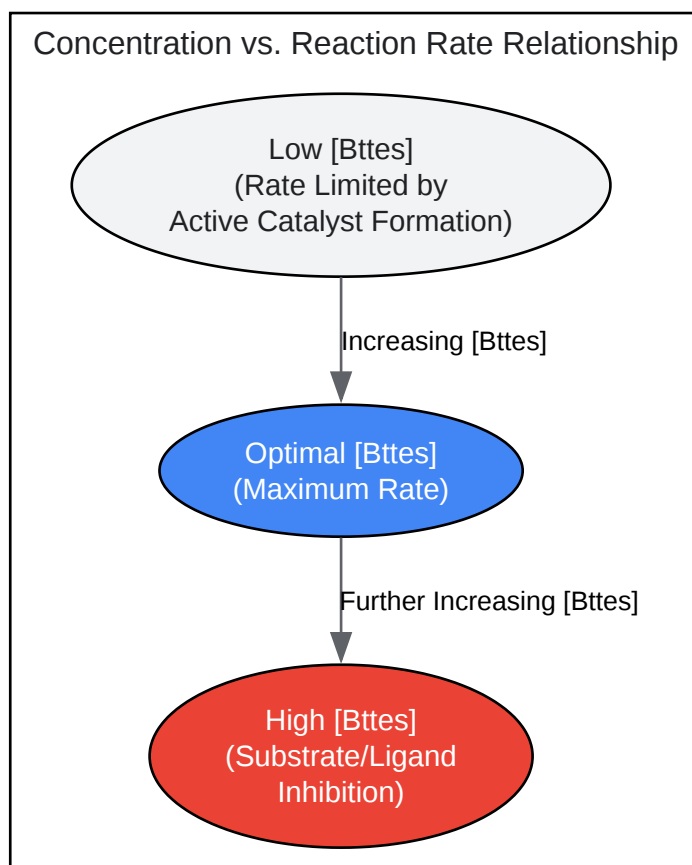 Concentration vs. Reaction Rate Relationship
Low [Bttes]
(Rate Limited by
Active Catalyst Formation)
Increasing [Bttes]
Optimal [Bttes]
(Maximum Rate)
Further Increasing [Bttes]
High [Bttes]
(Substrate/Ligand
Inhibition)